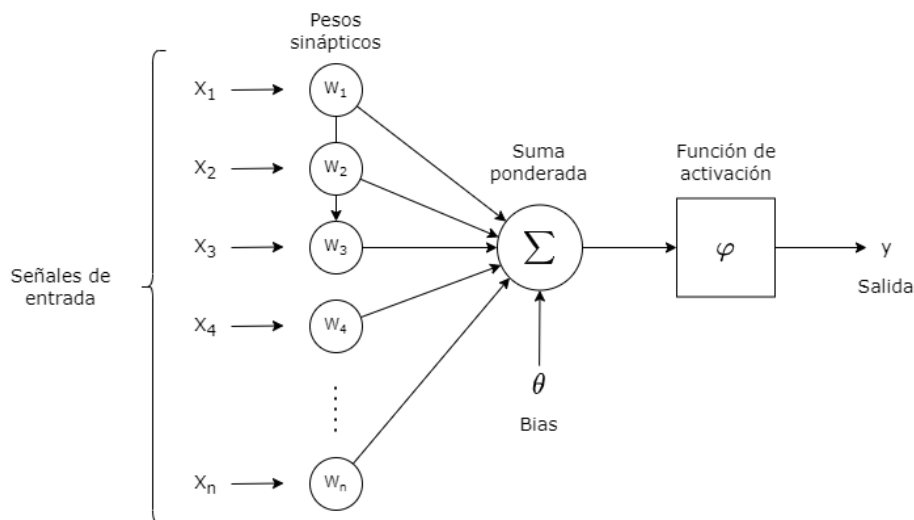 Pesos
sinápticos
X₁
W₁
X₂
W₂
X₃
W₃
X₄
W₄
Xₙ
Wₙ
Señales de
entrada
Suma
ponderada
Σ
θ
Bias
Función de
activación
φ
y
Salida